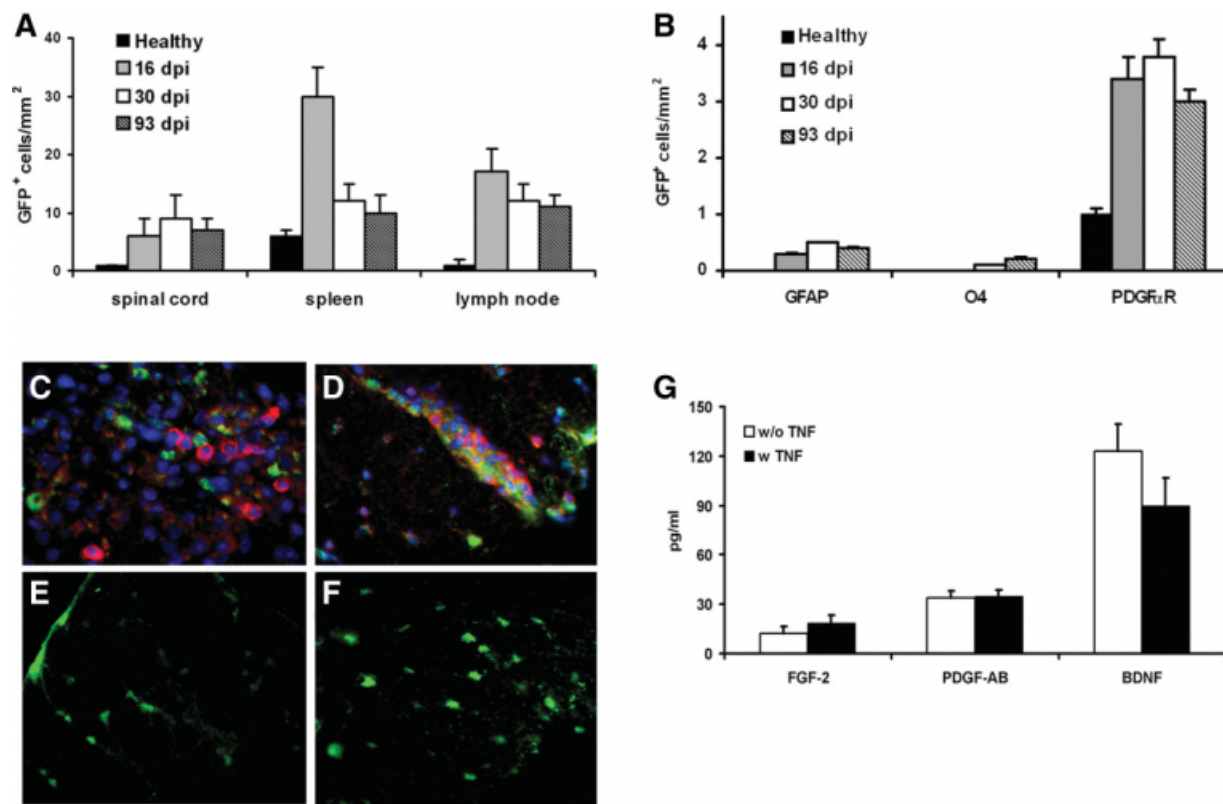 A
40
30
20
10
0
GFP+ cells/mm2
Healthy
16 dpi
30 dpi
93 dpi
spinal cord
spleen
lymph node
B
4
3
2
1
0
GFP+ cells/mm2
Healthy
16 dpi
30 dpi
93 dpi
GFAP
O4
PDGFαR
C
D
E
F
G
150
120
90
60
30
0
pg/ml
w/o TNF
w TNF
FGF-2
PDGF-AB
BDNF